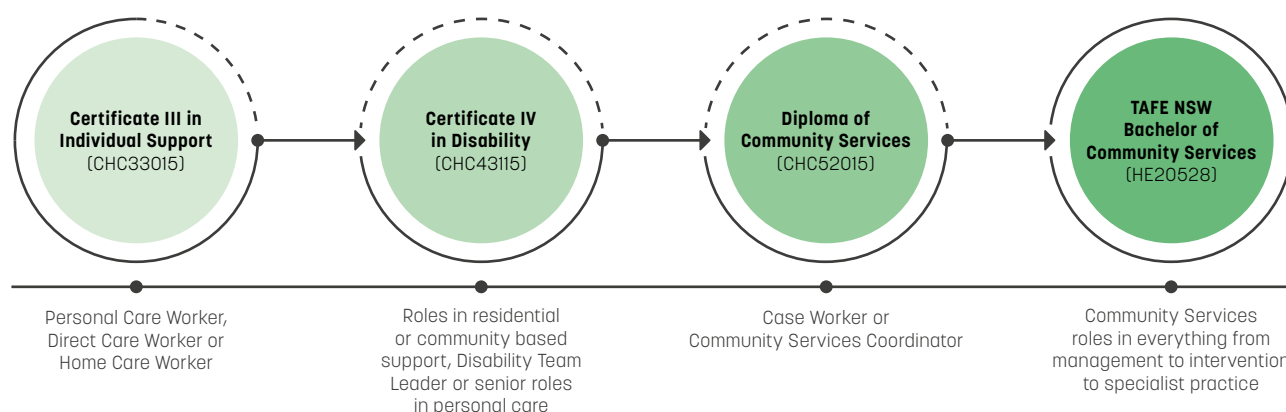 Certificate III in
Individual Support
(CHC33015)
Certificate IV
in Disability
(CHC43115)
Diploma of
Community Services
(CHC52015)
TAFE NSW
Bachelor of
Community Services
(HE20528)
Personal Care Worker,
Direct Care Worker or
Home Care Worker
Roles in residential
or community based
support, Disability Team
Leader or senior roles
in personal care
Case Worker or
Community Services Coordinator
Community Services
roles in everything from
management to intervention
to specialist practice